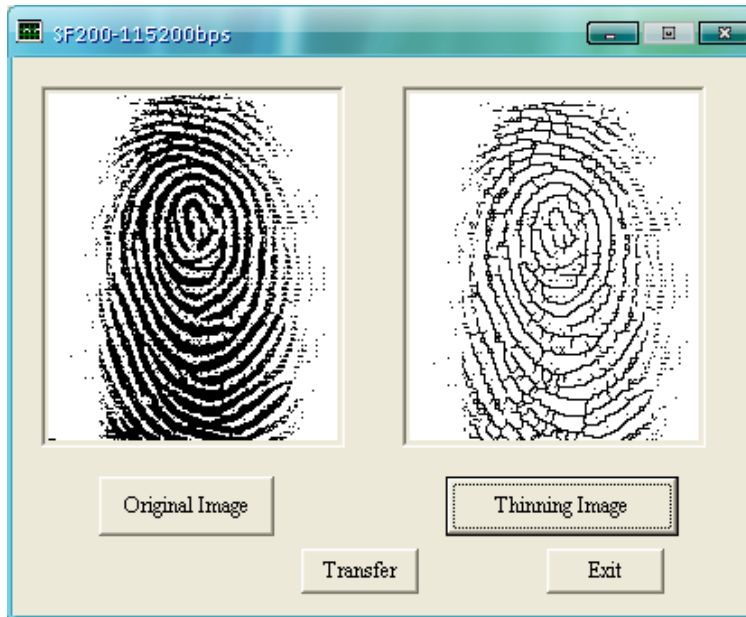 SF200-115200bps
Original Image
Thinning Image
Transfer
Exit